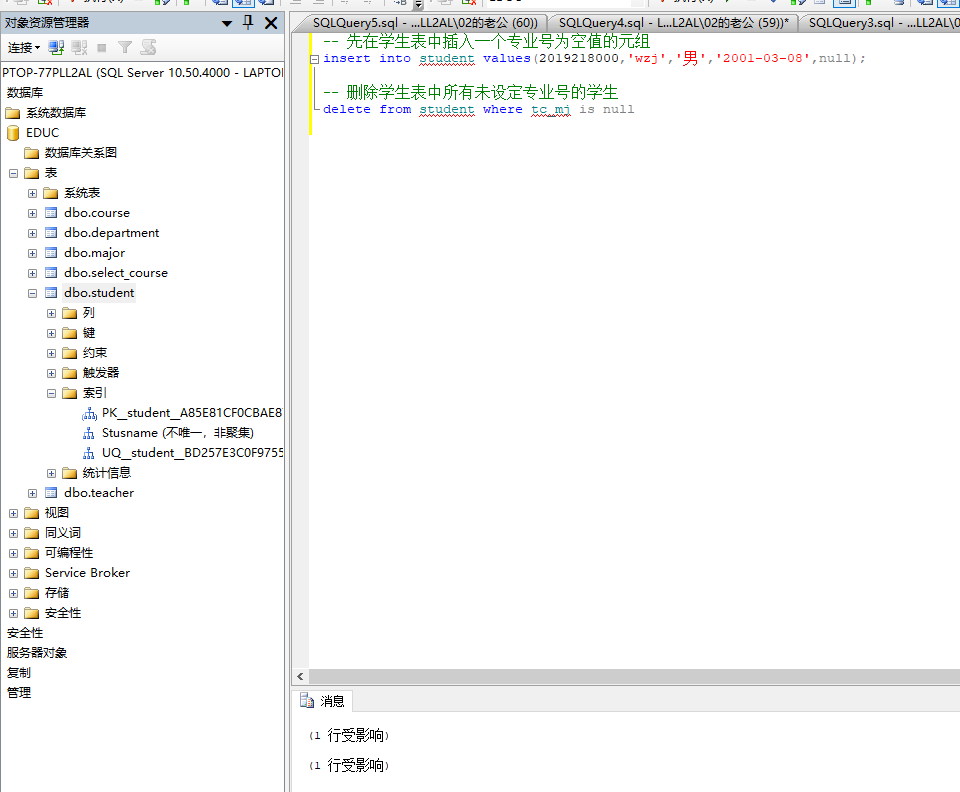 对象资源管理器
连接
PTOP-77PLL2AL (SQL Server 10.50.4000 - LAPTO
数据库
系统数据库
EDUC
数据库关系图
表
系统表
dbo.course
dbo.department
dbo.major
dbo.select_course
dbo.student
列
键
约束
触发器
索引
PK__student__A85E81CF0CBAE8
Stusname (不唯一，非聚集)
UQ__student__BD257E3C0F9755
统计信息
dbo.teacher
视图
同义词
可编程性
Service Broker
存储
安全性
安全性
服务器对象
复制
管理
SQLQuery5.sql - ...LL2AL\02的老公 (60))
SQLQuery4.sql - L...L2AL\02的老公 (59))*
SQLQuery3.sql - ...LL2AL\0
-- 先在学生表中插入一个专业号为空值的元组
insert into student values(2019218000,'wzj','男','2001-03-08',null);
-- 删除学生表中所有未设定专业号的学生
delete from student where tc_mj is null
消息
(1 行受影响)
(1 行受影响)